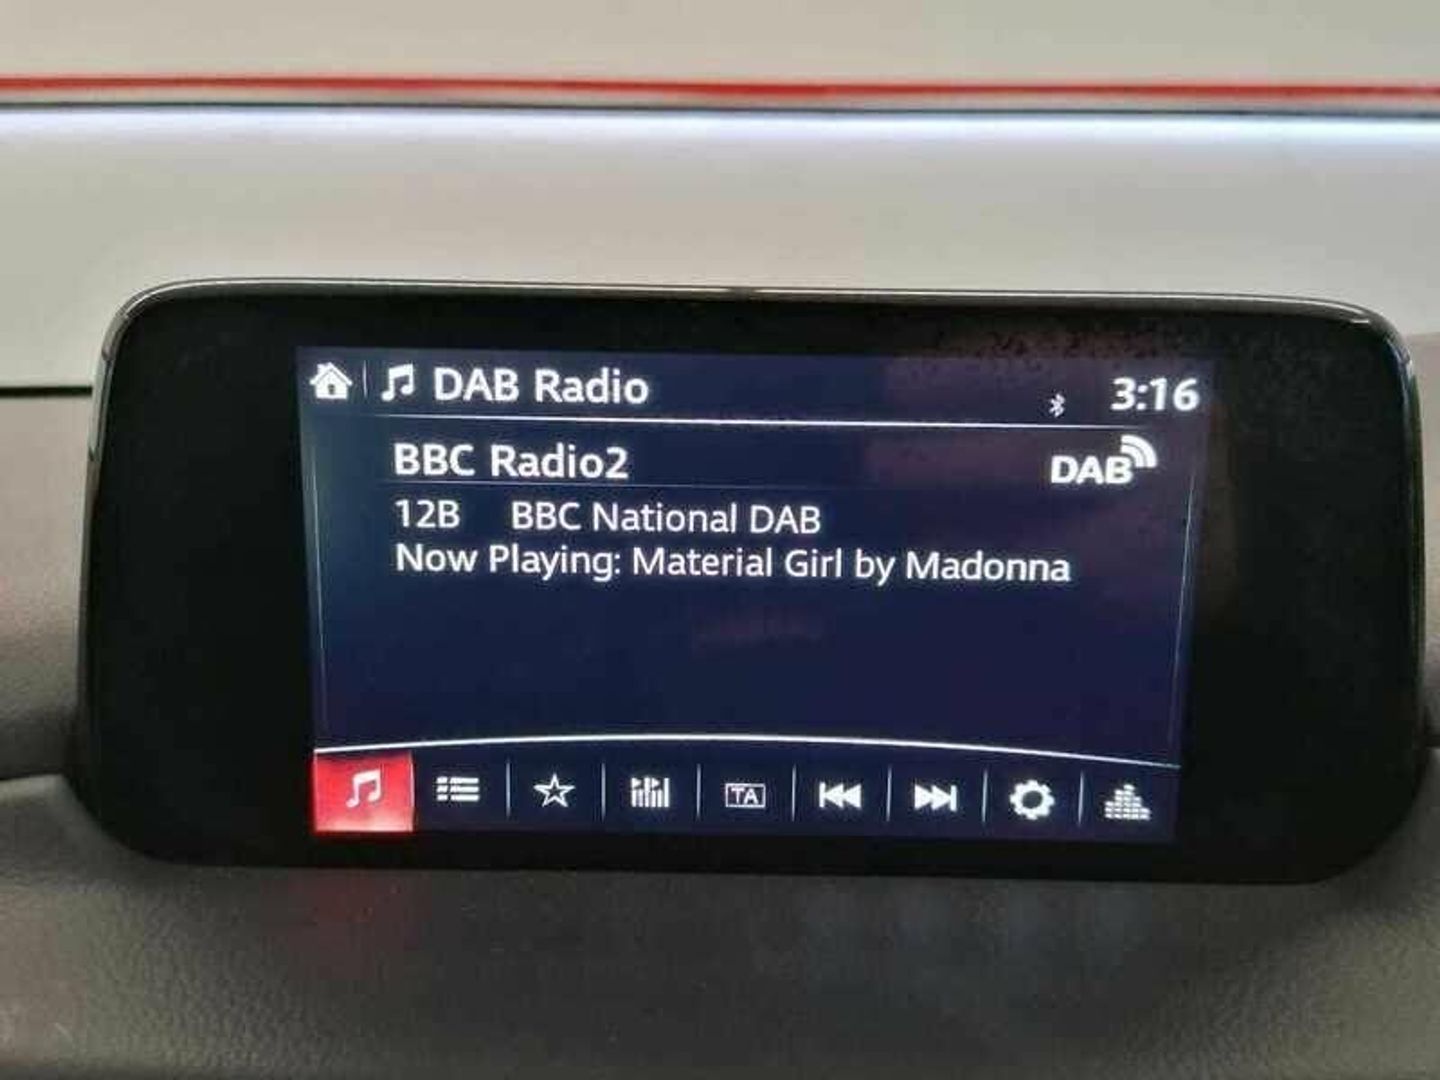 DAB Radio
3:16
BBC Radio2
DAB
12B BBC National DAB
Now Playing: Material Girl by Madonna
TA